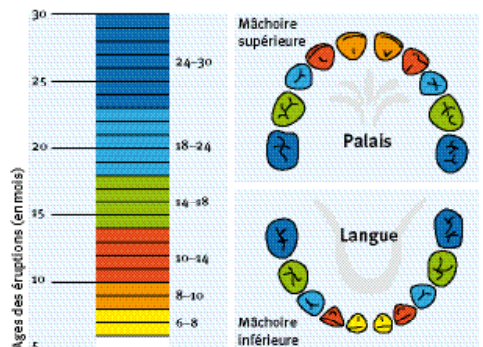 Ages des éruptions (en mois)
30
25
20
15
10
5
24-30
18-24
14-18
10-14
8-10
6-8
Mâchoire
supérieure
Palais
Langue
Mâchoire
inférieure